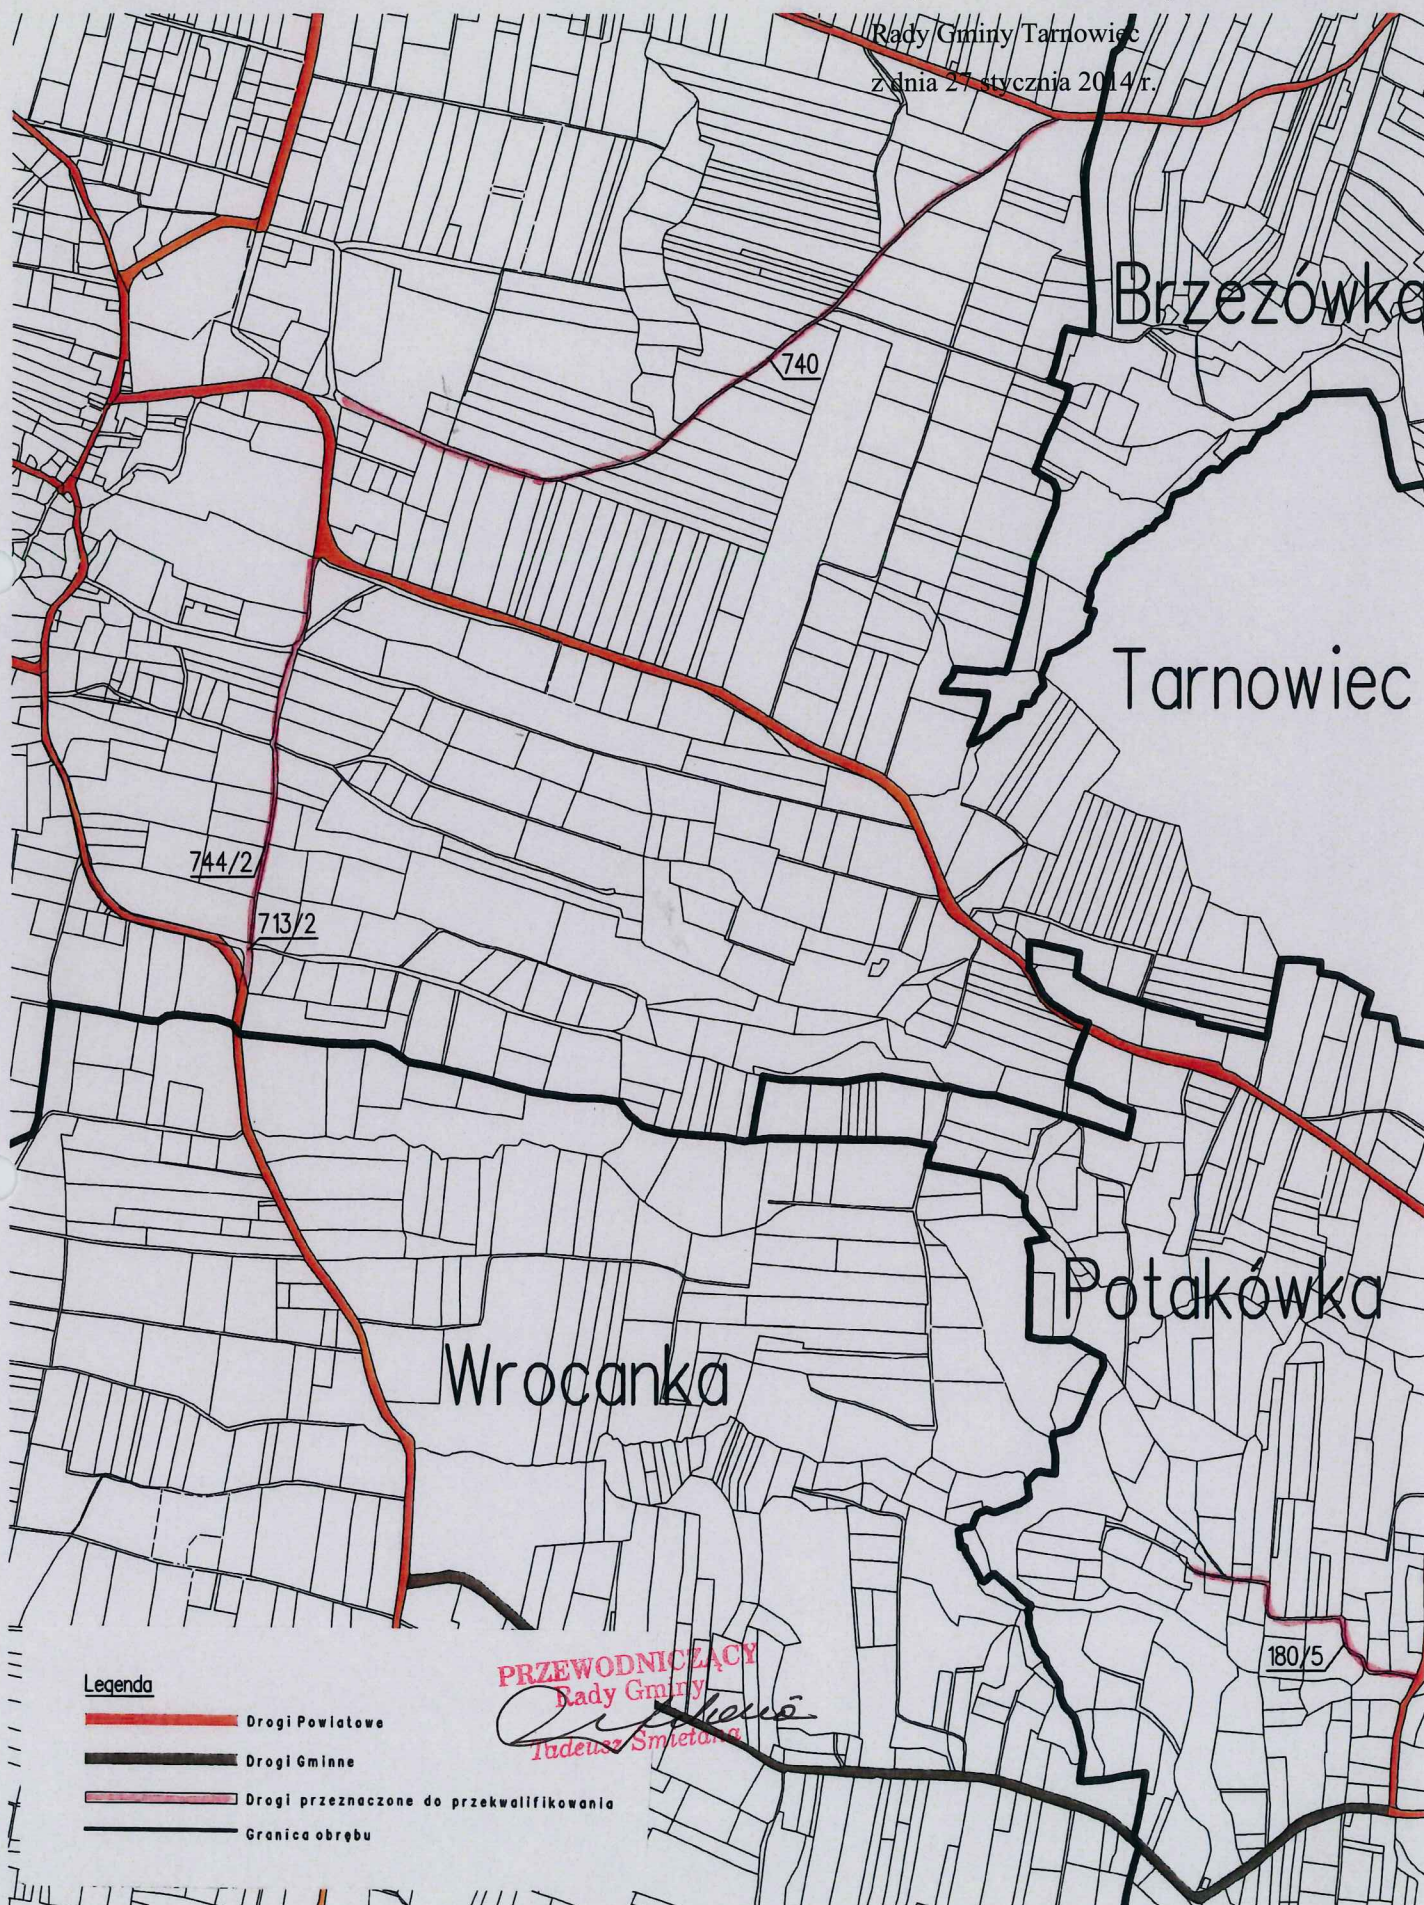 Rady Gminy Tarnowiec
z dnia 27 stycznia 2014 r.
Brzezówka
740
Tarnowiec
744/2
713/2
Potakówka
Wrocanka
180/5
Legenda
Drogi Powiatowe
Drogi Gminne
Drogi przeznaczone do przekwalifikowania
Granica obrębu
PRZEWODNICZĄCY
Rady Gminy
Tadeusz Śmietana